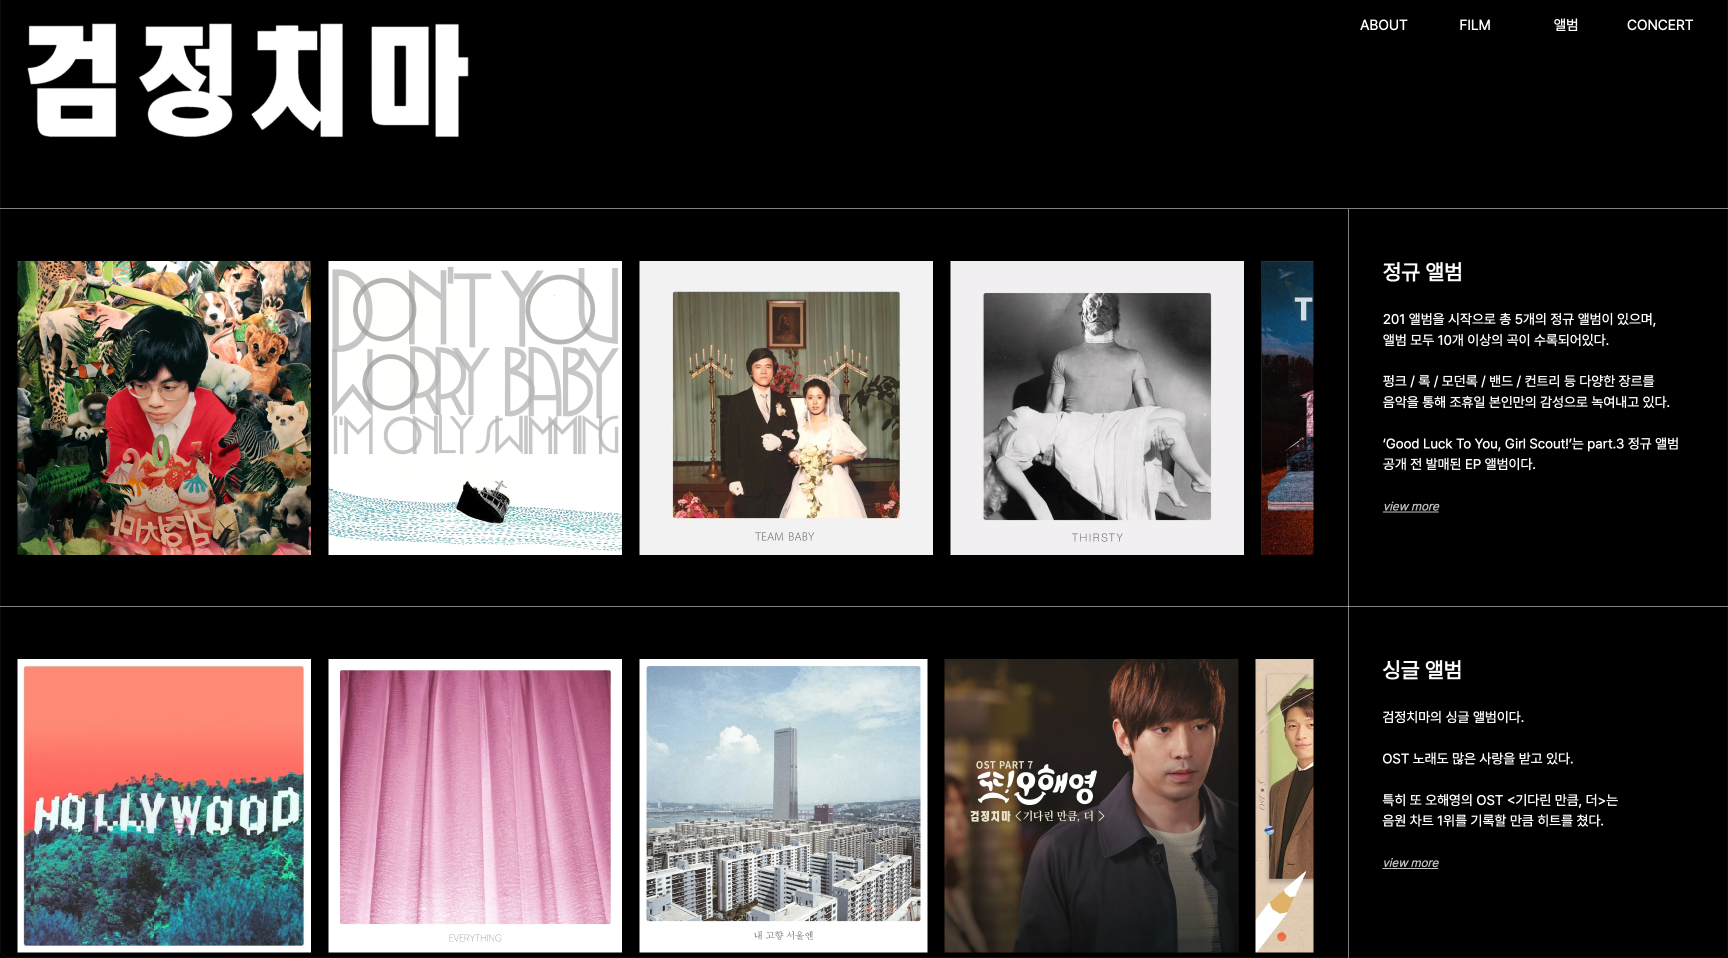 검정치마
ABOUT
FILM
앨범
CONCERT
DON'T YOU
WORRY BABY
I'M ONLY SWIMMING
검정치마
TEAM BABY
THIRSTY
T
정규 앨범
201 앨범을 시작으로 총 5개의 정규 앨범이 있으며,
앨범 모두 10개 이상의 곡이 수록되어있다.
펑크 / 록 / 모던록 / 밴드 / 컨트리 등 다양한 장르를
음악을 통해 조휴일 본인만의 감성으로 녹여내고 있다.
‘Good Luck To You, Girl Scout!’는 part.3 정규 앨범
공개 전 발매된 EP 앨범이다.
view more
HOLLYWOOD
EVERYTHING
내 고향 서울엔
OST PART 7
또!오해영
검정치마 <기다린 만큼, 더 >
싱글 앨범
검정치마의 싱글 앨범이다.
OST 노래도 많은 사랑을 받고 있다.
특히 또 오해영의 OST <기다린 만큼, 더>는
음원 차트 1위를 기록할 만큼 히트를 쳤다.
view more